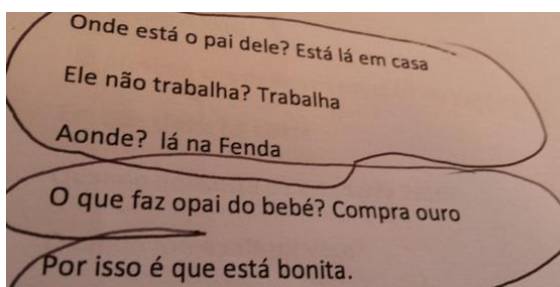 Onde está o pai dele? Está lá em casa
Ele não trabalha? Trabalha
Aonde? lá na Fenda
O que faz opai do bebé? Compra ouro
Por isso é que está bonita.